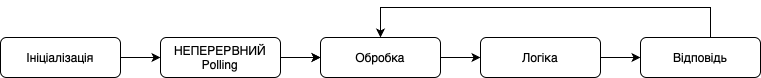 Ініціалізація
НЕПЕРЕРВНИЙ
Polling
Обробка
Логіка
Відповідь